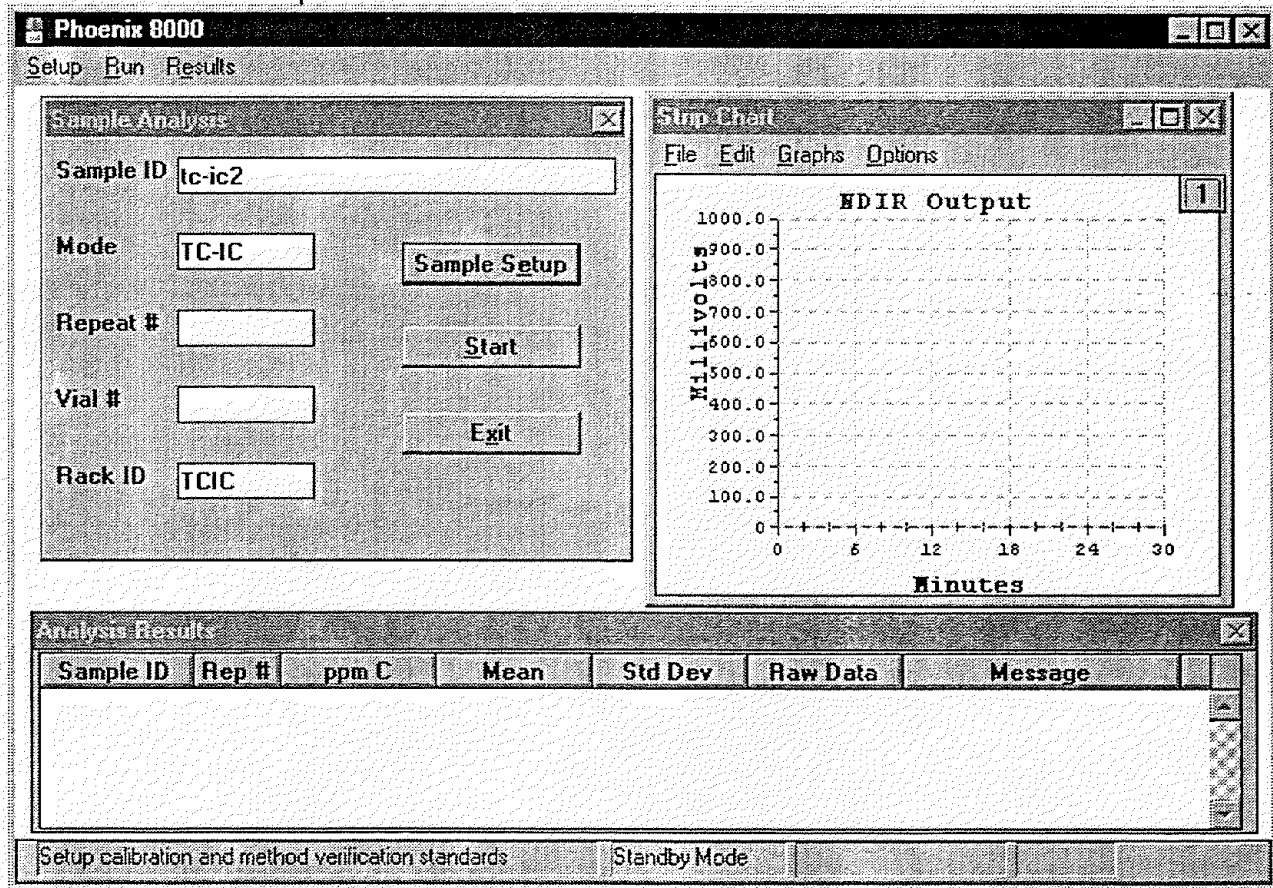 Phoenix 8000
Setup Run Results
Sample Analysis
Sample ID tc-ic2
Mode TC-IC
Sample Setup
Repeat #
Start
Vial #
Exit
Rack ID TCIC
Strip Chart
File Edit Graphs Options
1
NDIR Output
Millivolts
1000.0
900.0
800.0
700.0
600.0
500.0
400.0
300.0
200.0
100.0
0
0 6 12 18 24 30
Minutes
Analysis Results
Sample ID Rep # ppm C Mean Std Dev Raw Data Message
Setup calibration and method verification standards Standby Mode